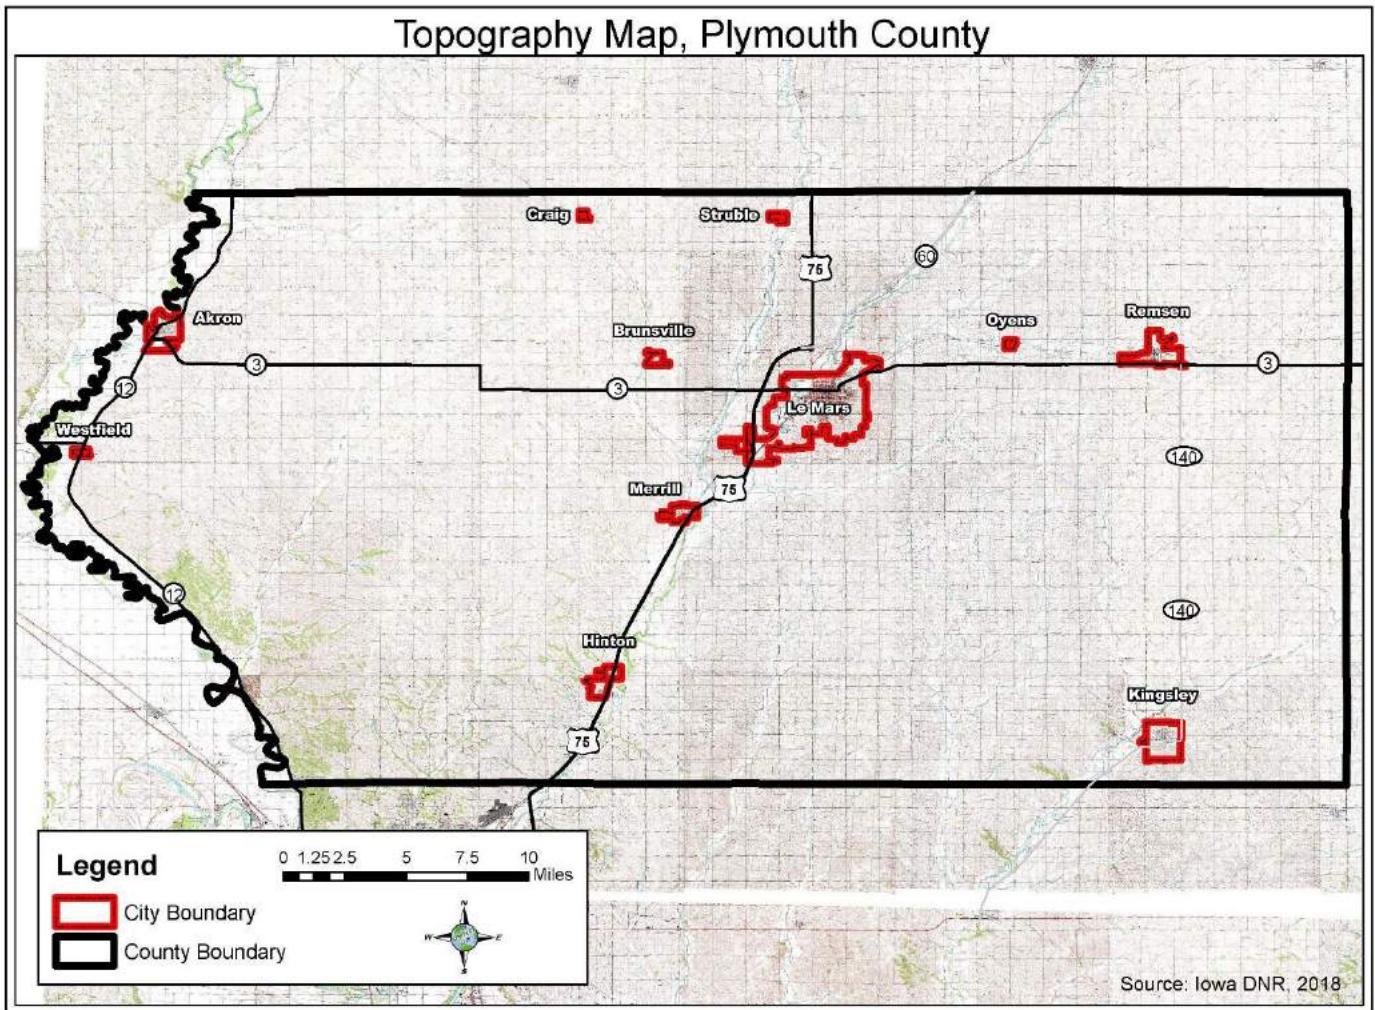 Topography Map, Plymouth County
Craig
Struble
75
60
Akron
Brunsville
Oyens
Remsen
3
3
3
12
Le Mars
Westfield
140
Merrill
75
12
140
Hinton
Kingsley
75
Legend
0 1.25 2.5 5 7.5 10
Miles
City Boundary
County Boundary
N
W E
S
Source: Iowa DNR, 2018